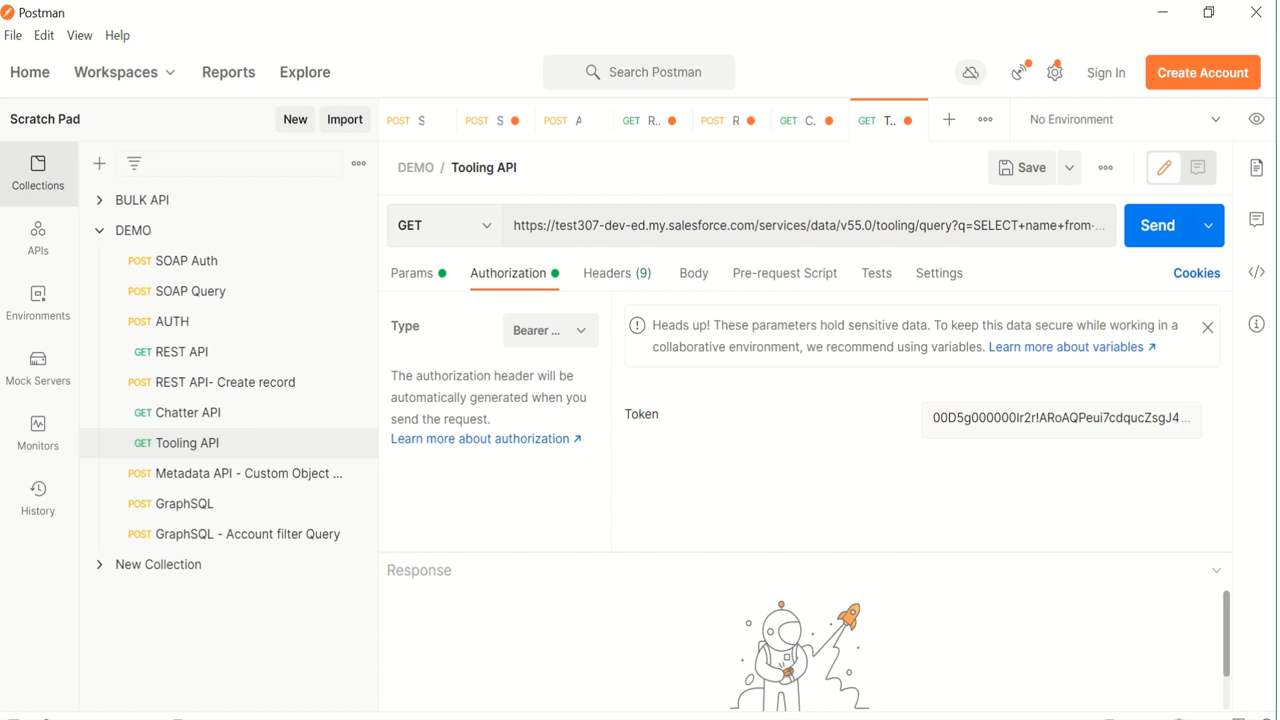 Postman
File Edit View Help
Home Workspaces Reports Explore Search Postman Sign In Create Account
Scratch Pad New Import
POST S POST S POST A GET R.. POST R GET C. GET T.. No Environment
Collections
APIs
Environments
Mock Servers
Monitors
History
BULK API
DEMO
POST SOAP Auth
POST SOAP Query
POST AUTH
GET REST API
POST REST API- Create record
GET Chatter API
GET Tooling API
POST Metadata API - Custom Object ...
POST GraphSQL
POST GraphSQL - Account filter Query
New Collection
DEMO / Tooling API Save
GET https://test307-dev-ed.my.salesforce.com/services/data/v55.0/tooling/query?q=SELECT+name+from-... Send
Params Authorization Headers (9) Body Pre-request Script Tests Settings Cookies
Type Bearer ...
The authorization header will be
automatically generated when you
send the request.
Learn more about authorization ↗
Heads up! These parameters hold sensitive data. To keep this data secure while working in a
collaborative environment, we recommend using variables. Learn more about variables ↗
Token 00D5g000000Ir2r!ARoAQPeui7cdqucZsgJ4...
Response